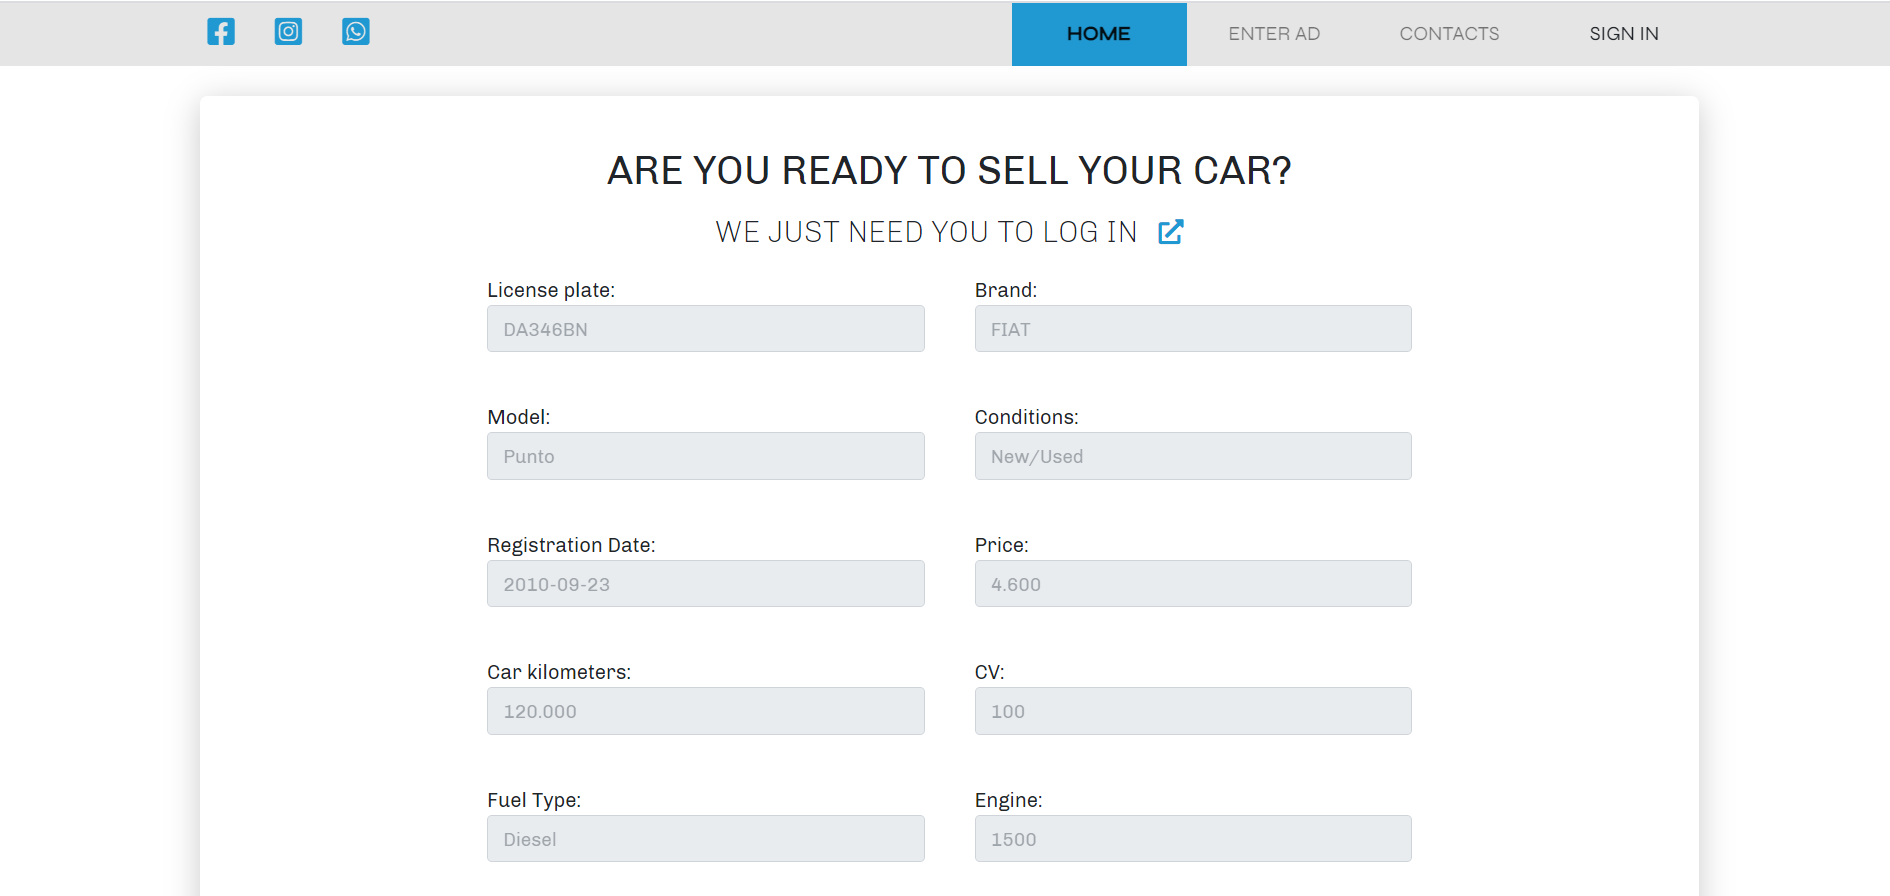 HOME ENTER AD CONTACTS SIGN IN
ARE YOU READY TO SELL YOUR CAR?
WE JUST NEED YOU TO LOG IN
License plate: Brand:
DA346BN FIAT
Model: Conditions:
Punto New/Used
Registration Date: Price:
2010-09-23 4.600
Car kilometers: CV:
120.000 100
Fuel Type: Engine:
Diesel 1500